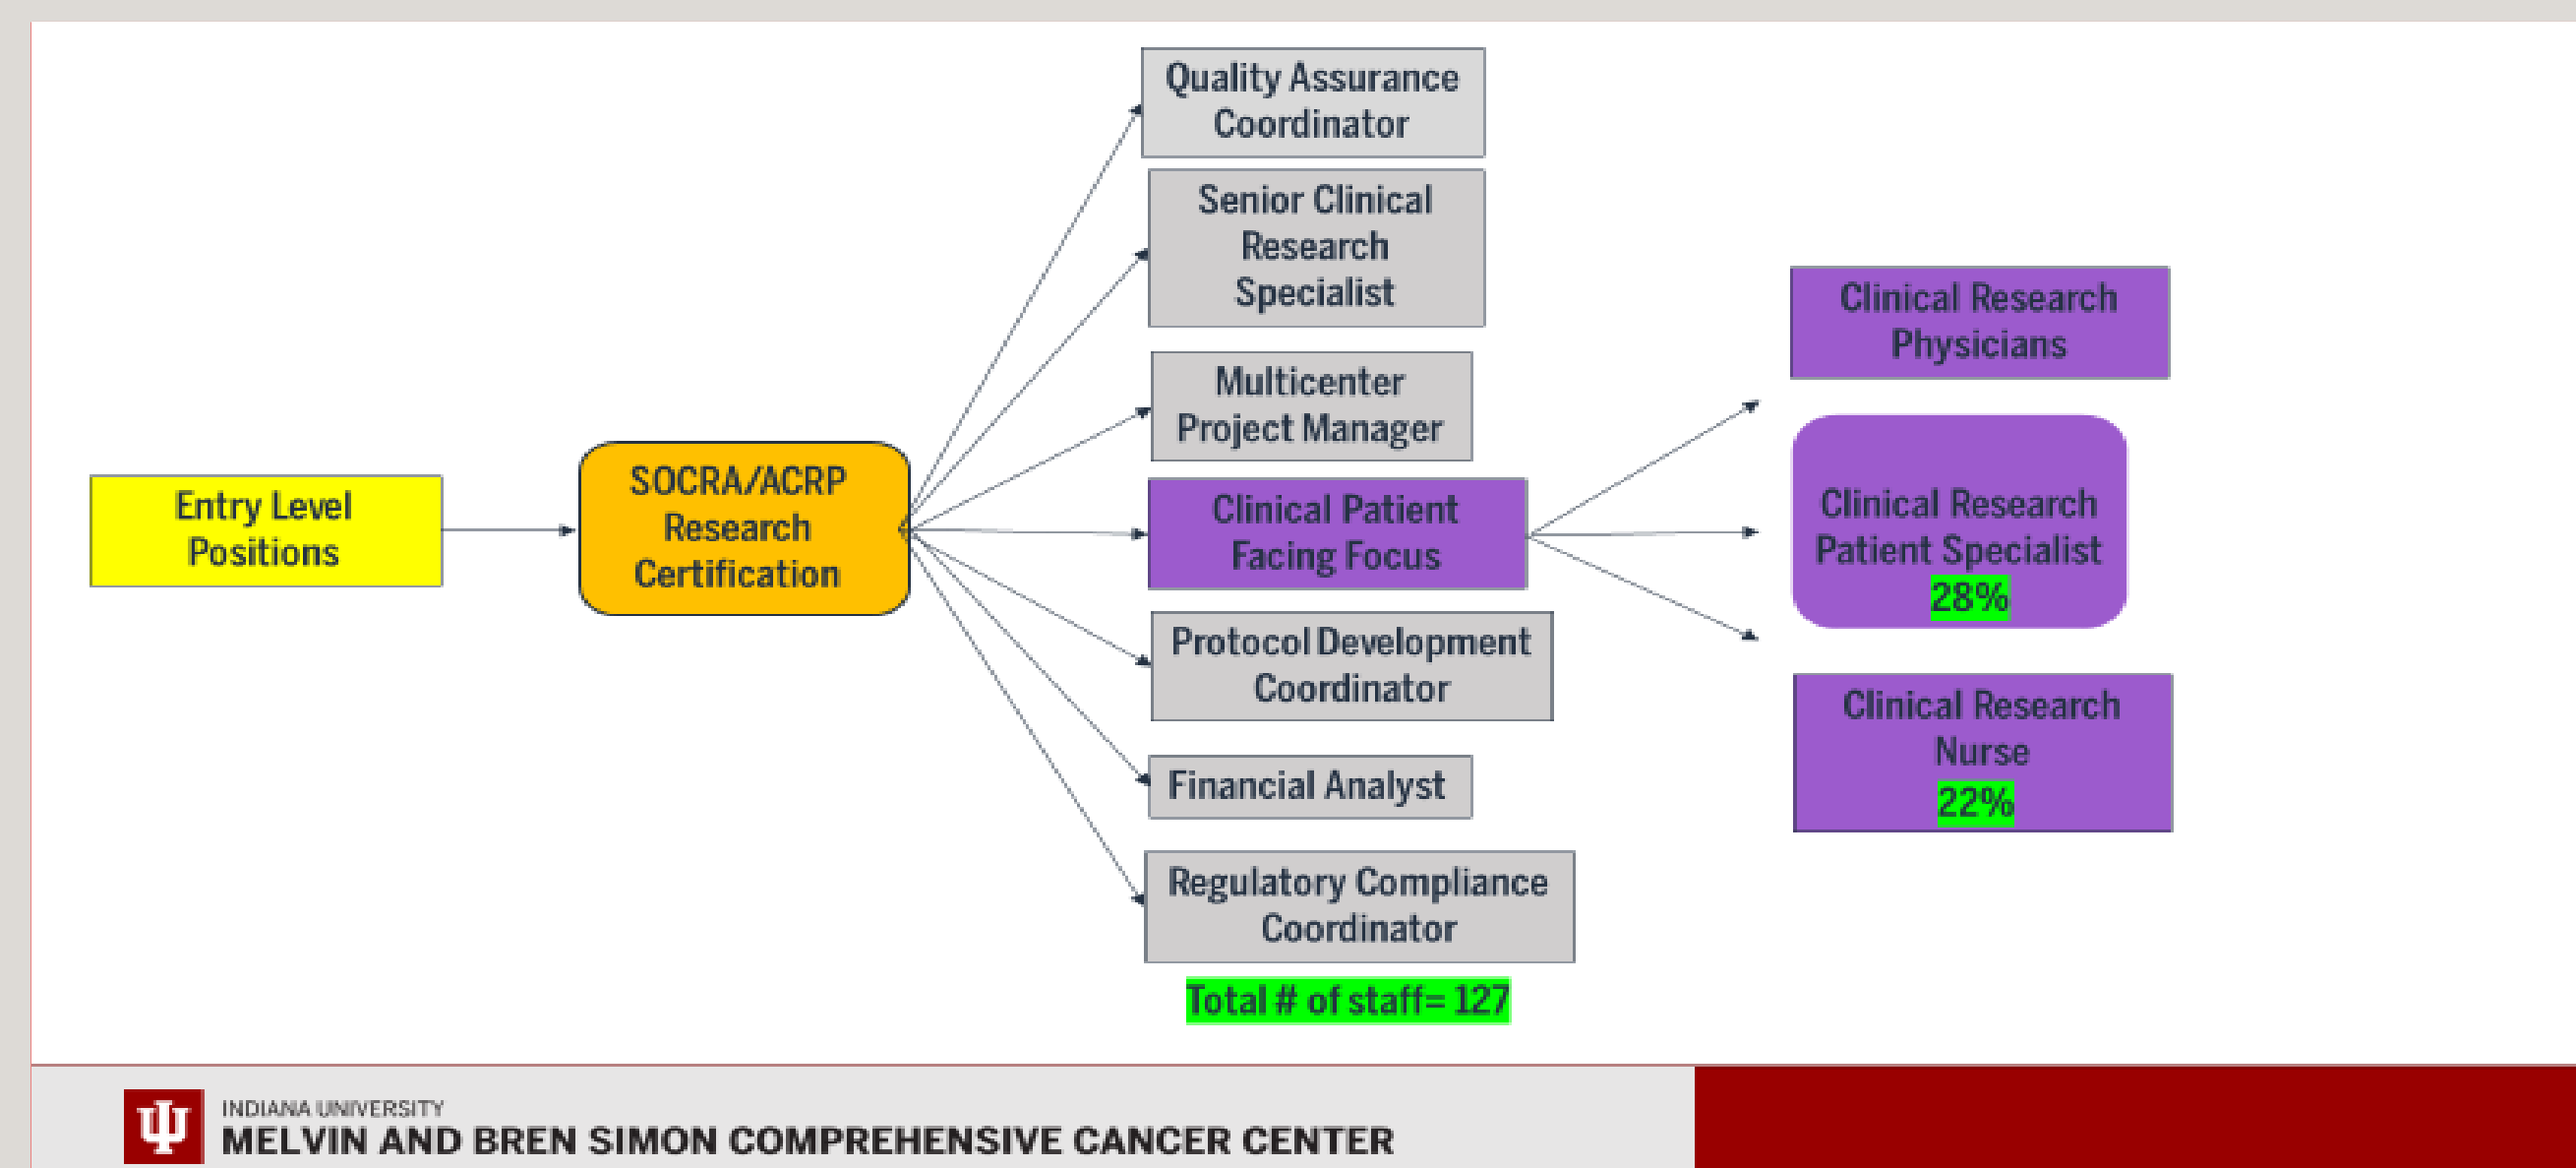 Entry Level
Positions
SOCRA/ACRP
Research
Certification
Quality Assurance
Coordinator
Senior Clinical
Research
Specialist
Multicenter
Project Manager
Clinical Patient
Facing Focus
Protocol Development
Coordinator
Financial Analyst
Regulatory Compliance
Coordinator
Total # of staff= 127
Clinical Research
Physicians
Clinical Research
Patient Specialist
28%
Clinical Research
Nurse
22%
INDIANA UNIVERSITY
MELVIN AND BREN SIMON COMPREHENSIVE CANCER CENTER